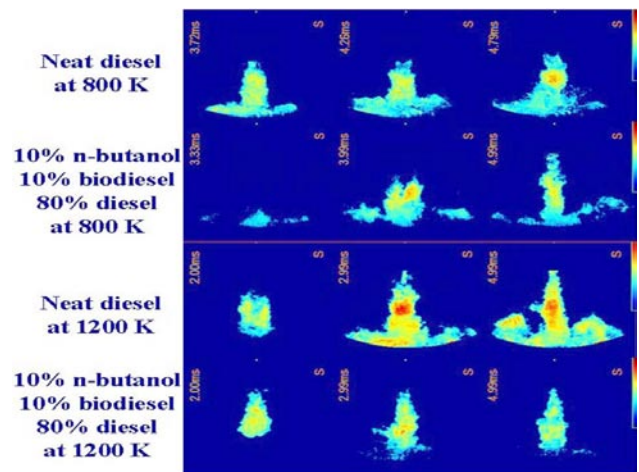 Neat diesel
at 800 K
3.72ms
S
4.26ms
S
4.79ms
S
10% n-butanol
10% biodiesel
80% diesel
at 800 K
3.33ms
S
3.99ms
S
4.99ms
S
Neat diesel
at 1200 K
2.00ms
S
2.99ms
S
4.99ms
S
10% n-butanol
10% biodiesel
80% diesel
at 1200 K
2.00ms
S
2.99ms
S
4.99ms
S